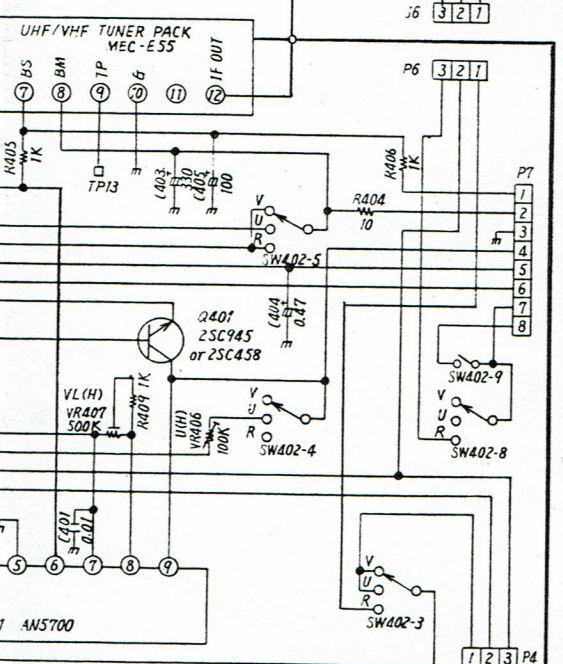 J6 3 2 1
UHF/VHF TUNER PACK
MEC-E55
BS BM TP & IF OUT
7 8 9 10 11 12
P6 3 2 1
R405
1K
TP13
C403
330
C405
100
R406
1K
P7
1
2
3
4
5
6
7
8
R404
10
V
U
R
SW402-5
C404
0.47
Q401
2SC945
or 2SC458
SW402-9
V
U
R
SW402-8
VL(H)
VR407
500K
R409 1K
U(H)
VR406
100K
V
U
R
SW402-4
C401
0.01
5 6 7 8 9
V
U
R
SW402-3
AN5700
1 2 3 P4